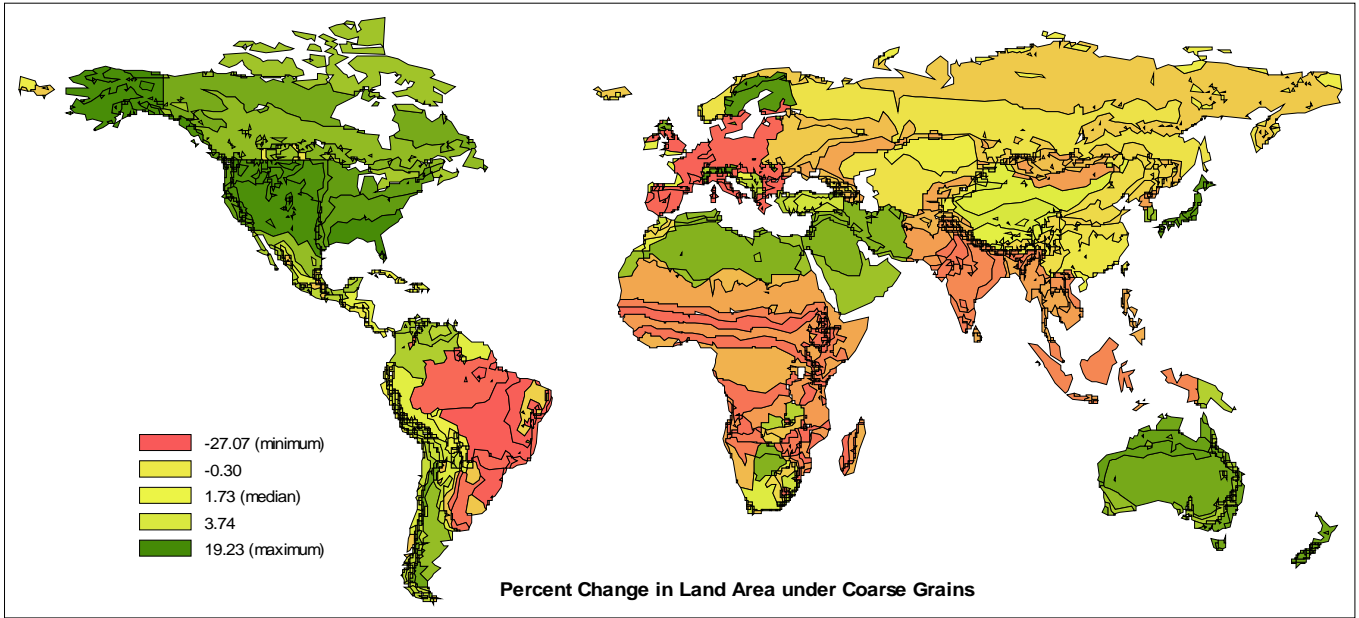 -27.07 (minimum)
-0.30
1.73 (median)
3.74
19.23 (maximum)
Percent Change in Land Area under Coarse Grains